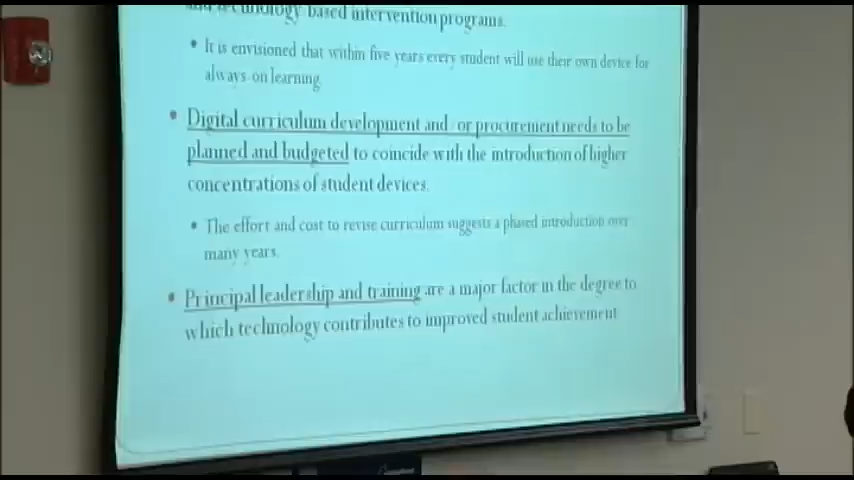 and technology-based intervention programs.
• It is envisioned that within five years every student will use their own device for
always-on learning.
• Digital curriculum development and or procurement needs to be
planned and budgeted to coincide with the introduction of higher
concentrations of student devices.
• The effort and cost to revise curriculum suggests a phased introduction over
many years.
• Principal leadership and training are a major factor in the degree to
which technology contributes to improved student achievement